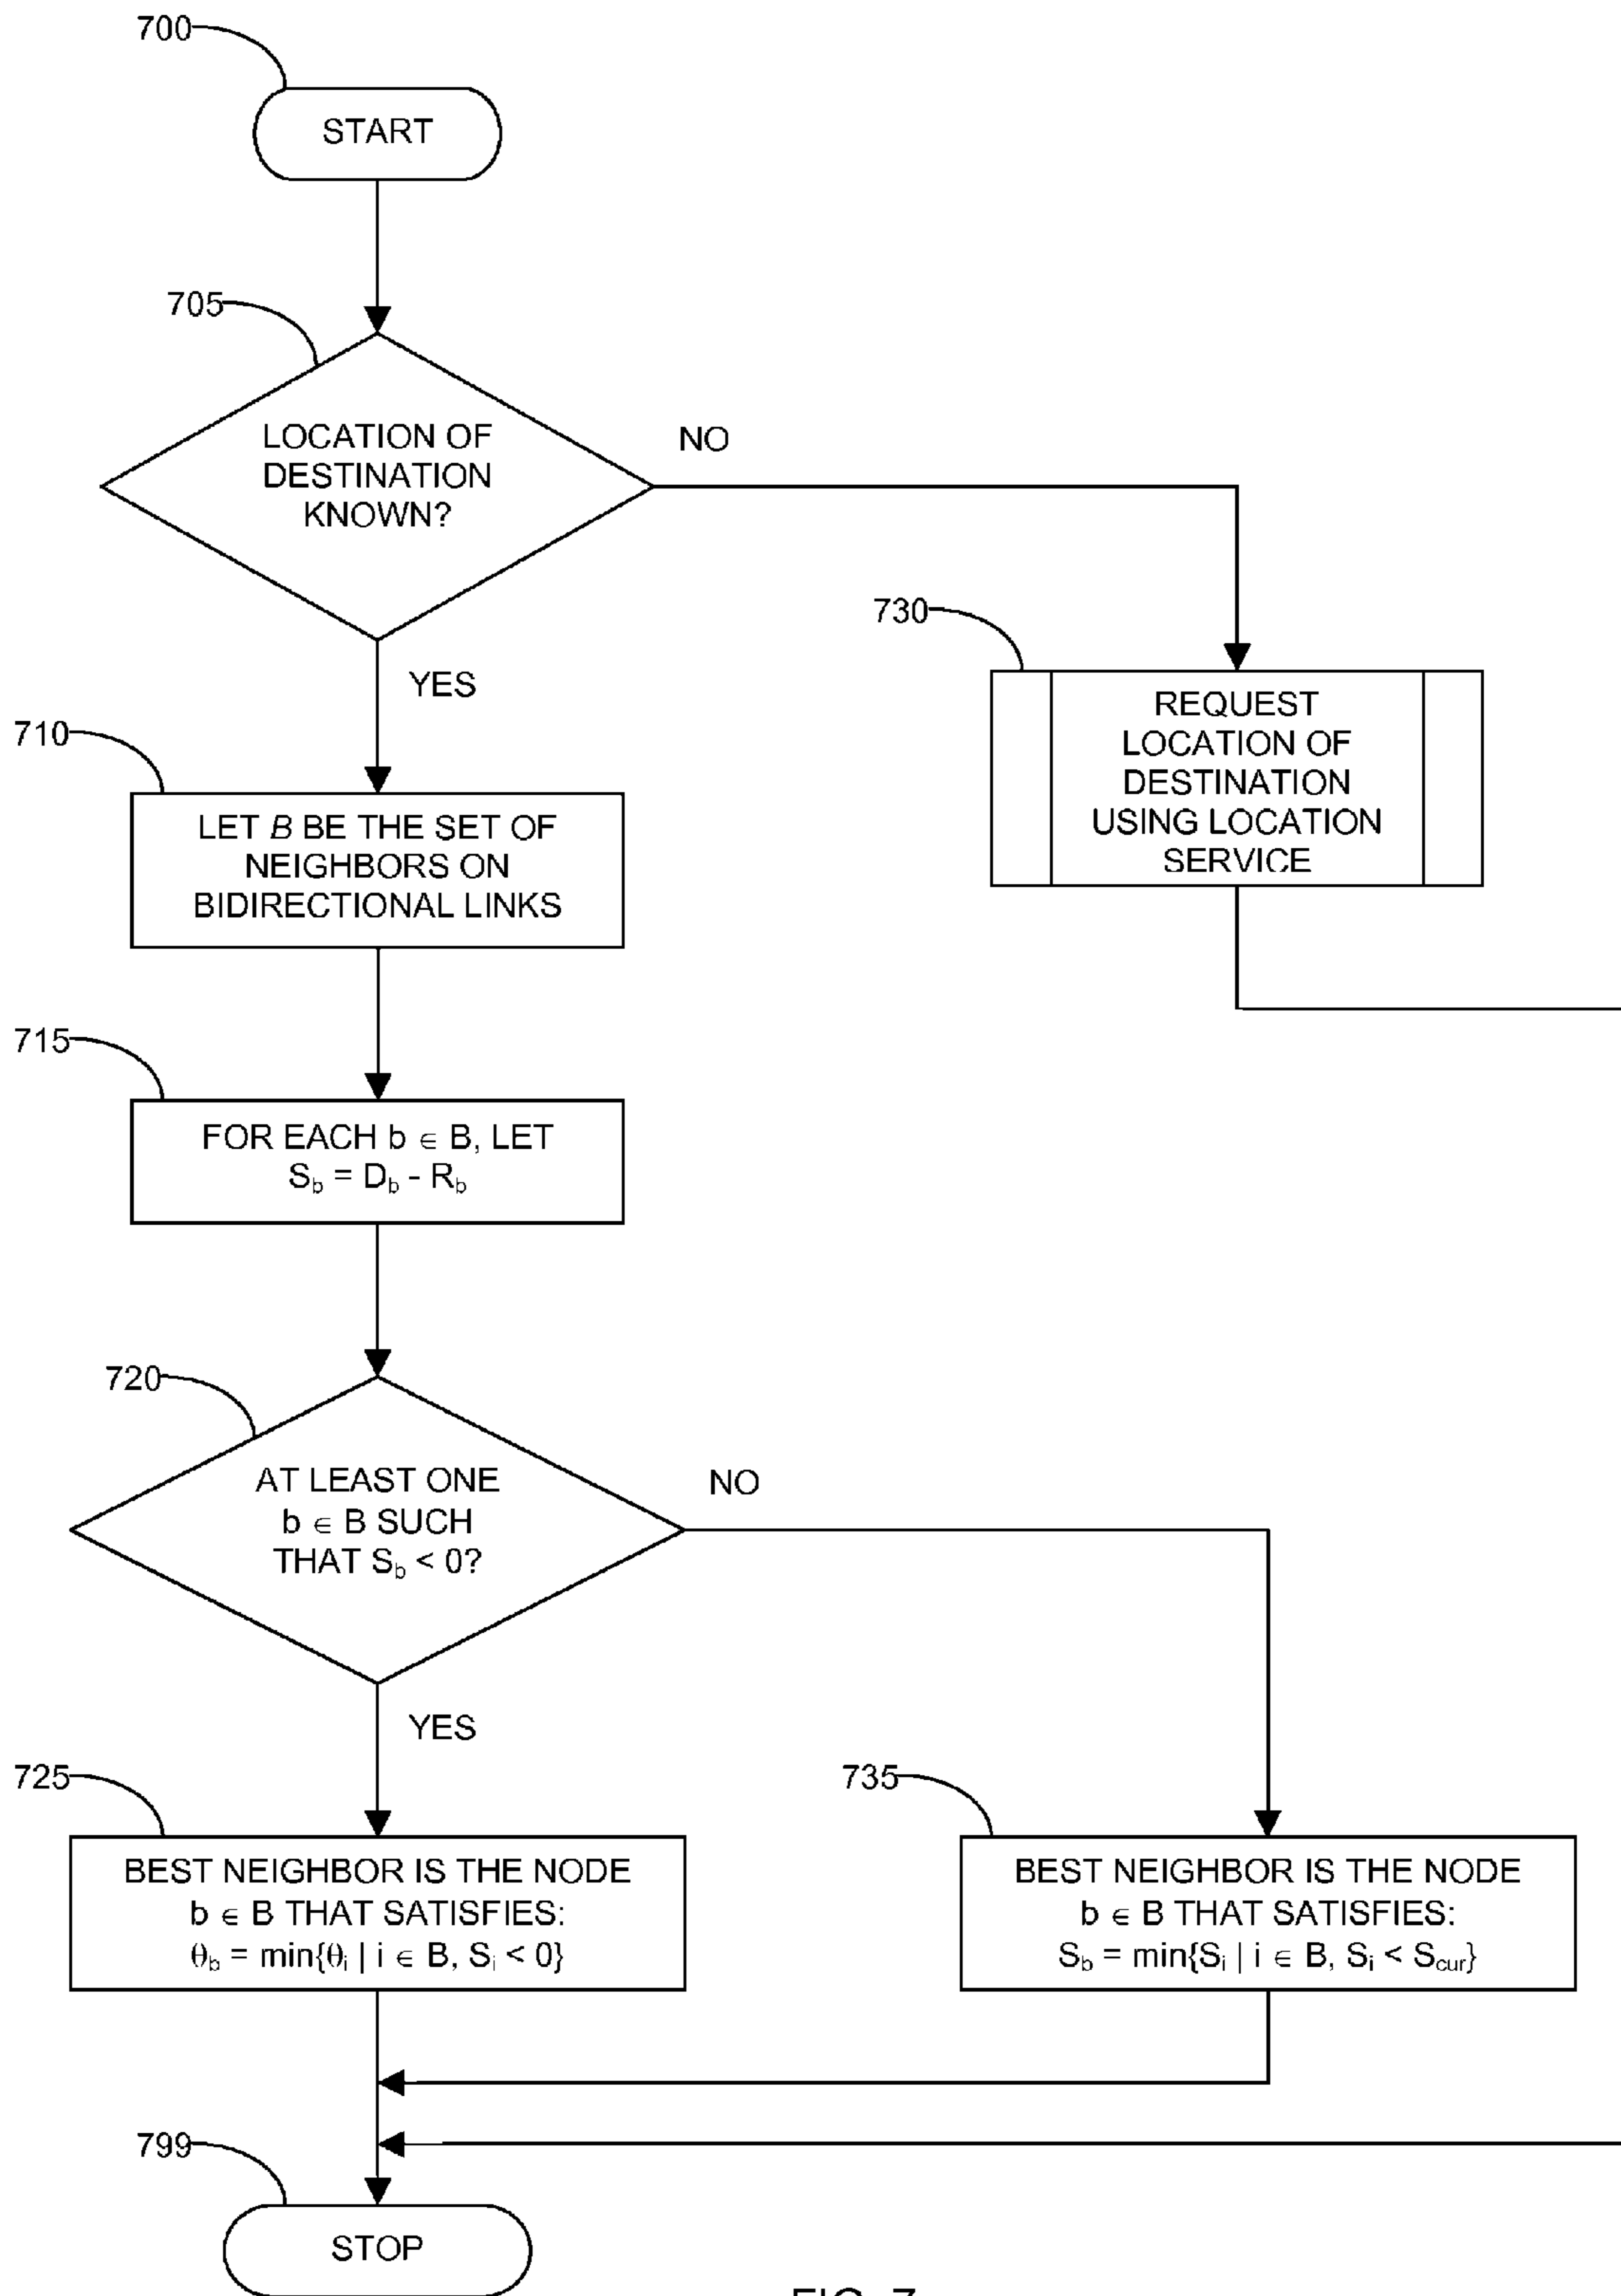 700
START
705
LOCATION OF
DESTINATION
KNOWN?
NO
YES
730
REQUEST
LOCATION OF
DESTINATION
USING LOCATION
SERVICE
710
LET B BE THE SET OF
NEIGHBORS ON
BIDIRECTIONAL LINKS
715
FOR EACH b ∈ B, LET
S_b = D_b - R_b
720
AT LEAST ONE
b ∈ B SUCH
THAT S_b < 0?
NO
YES
725
BEST NEIGHBOR IS THE NODE
b ∈ B THAT SATISFIES:
θ_b = min{θ_i | i ∈ B, S_i < 0}
735
BEST NEIGHBOR IS THE NODE
b ∈ B THAT SATISFIES:
S_b = min{S_i | i ∈ B, S_i < S_cur}
799
STOP